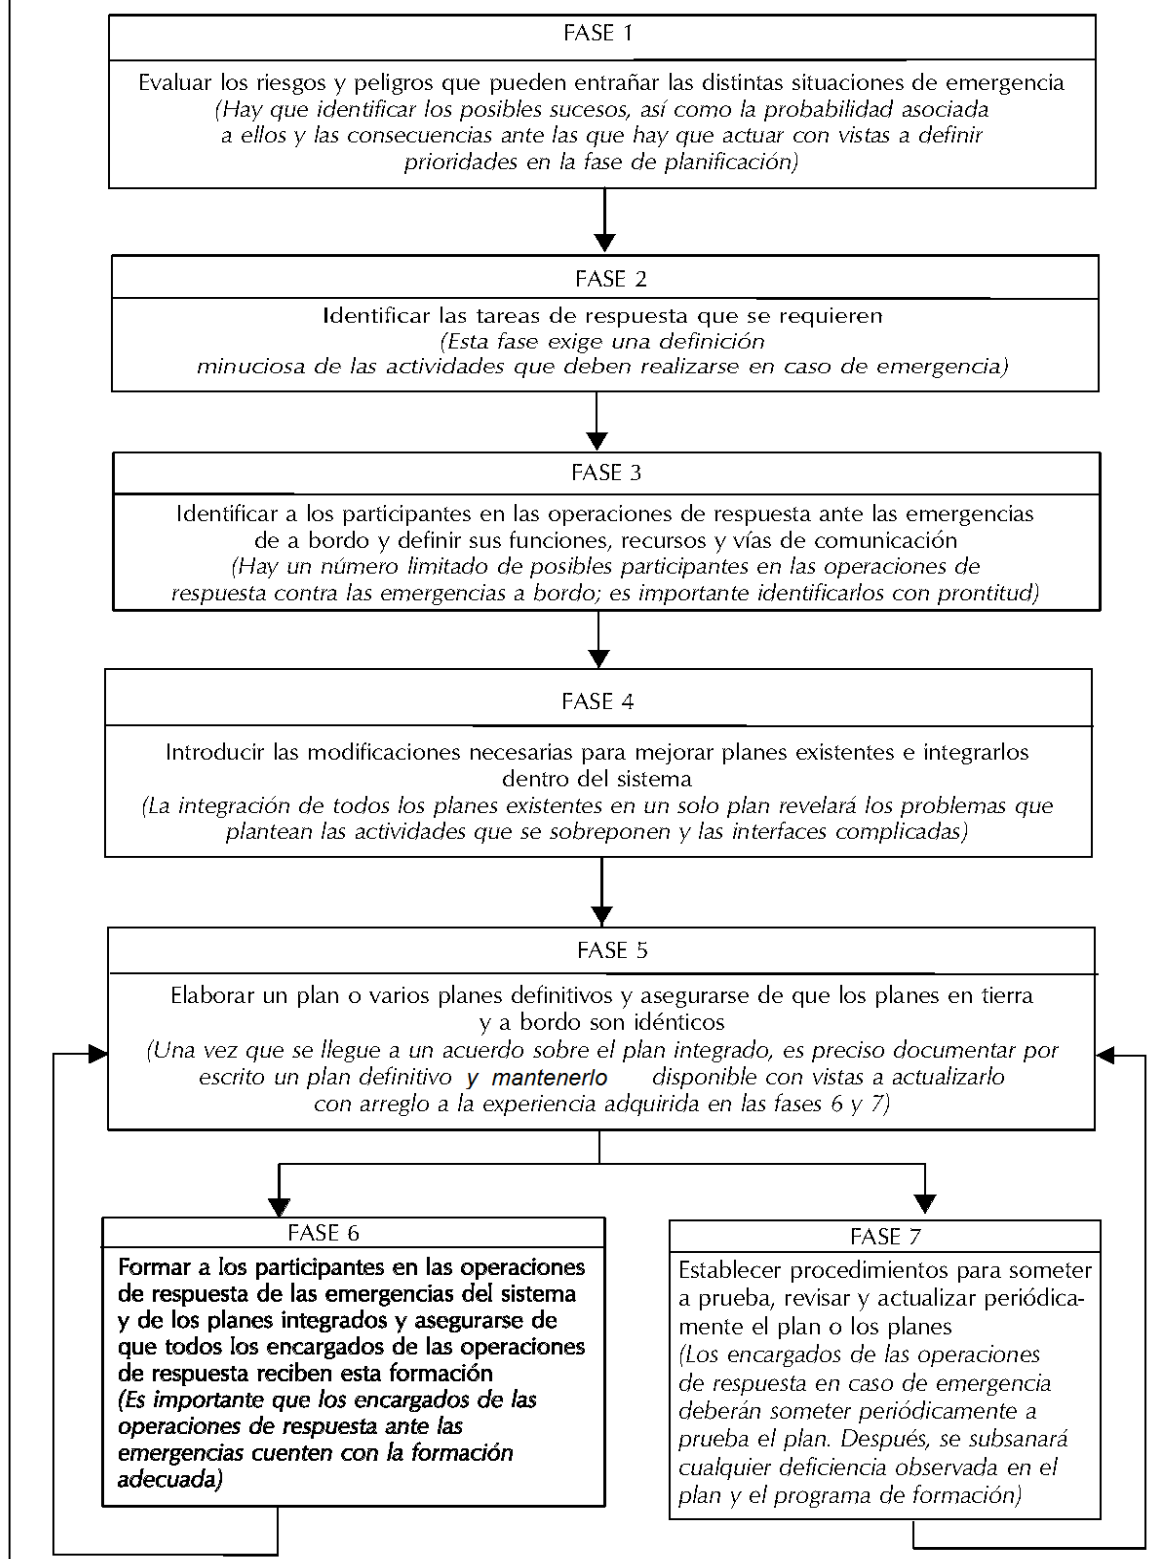 FASE 1
Evaluar los riesgos y peligros que pueden entrañar las distintas situaciones de emergencia
(Hay que identificar los posibles sucesos, así como la probabilidad asociada
a ellos y las consecuencias ante las que hay que actuar con vistas a definir
prioridades en la fase de planificación)
FASE 2
Identificar las tareas de respuesta que se requieren
(Esta fase exige una definición
minuciosa de las actividades que deben realizarse en caso de emergencia)
FASE 3
Identificar a los participantes en las operaciones de respuesta ante las emergencias
de a bordo y definir sus funciones, recursos y vías de comunicación
(Hay un número limitado de posibles participantes en las operaciones de
respuesta contra las emergencias a bordo; es importante identificarlos con prontitud)
FASE 4
Introducir las modificaciones necesarias para mejorar planes existentes e integrarlos
dentro del sistema
(La integración de todos los planes existentes en un solo plan revelará los problemas que
plantean las actividades que se sobreponen y las interfaces complicadas)
FASE 5
Elaborar un plan o varios planes definitivos y asegurarse de que los planes en tierra
y a bordo son idénticos
(Una vez que se llegue a un acuerdo sobre el plan integrado, es preciso documentar por
escrito un plan definitivo y mantenerlo disponible con vistas a actualizarlo
con arreglo a la experiencia adquirida en las fases 6 y 7)
FASE 6
Formar a los participantes en las operaciones
de respuesta de las emergencias del sistema
y de los planes integrados y asegurarse de
que todos los encargados de las operaciones
de respuesta reciben esta formación
(Es importante que los encargados de las
operaciones de respuesta ante las
emergencias cuenten con la formación
adecuada)
FASE 7
Establecer procedimientos para someter
a prueba, revisar y actualizar periódica-
mente el plan o los planes
(Los encargados de las operaciones
de respuesta en caso de emergencia
deberán someter periódicamente a
prueba el plan. Después, se subsanará
cualquier deficiencia observada en el
plan y el programa de formación)